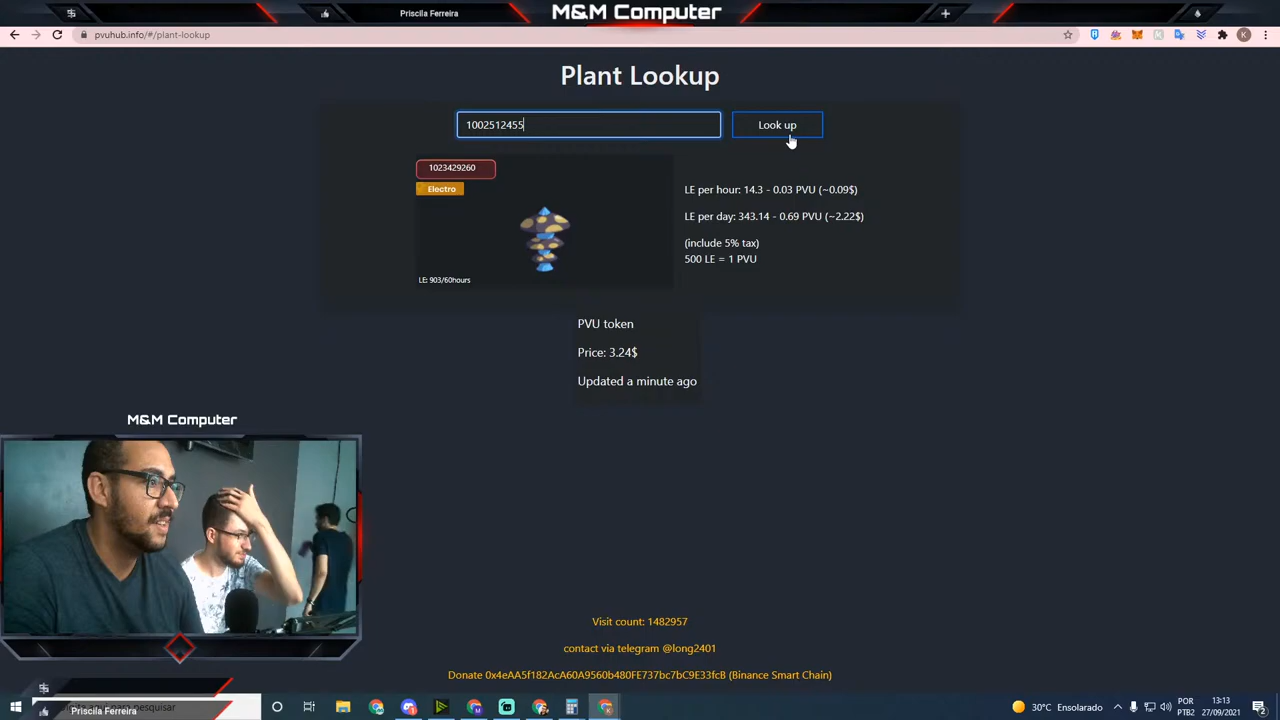 Priscila Ferreira
M&M Computer
pvuhub.info/#/plant-lookup
K
Plant Lookup
1002512455
Look up
1023429260
Electro
LE: 903/60hours
LE per hour: 14.3 - 0.03 PVU (~0.09$)
LE per day: 343.14 - 0.69 PVU (~2.22$)
(include 5% tax)
500 LE = 1 PVU
PVU token
Price: 3.24$
Updated a minute ago
M&M Computer
Visit count: 1482957
contact via telegram @long2401
Donate 0x4eAA5f182AcA60A9560b480FE737bc7bC9E33fcB (Binance Smart Chain)
Priscila Ferreira
para pesquisar
30°C Ensolarado
POR
PTB2
13:13
27/09/2021